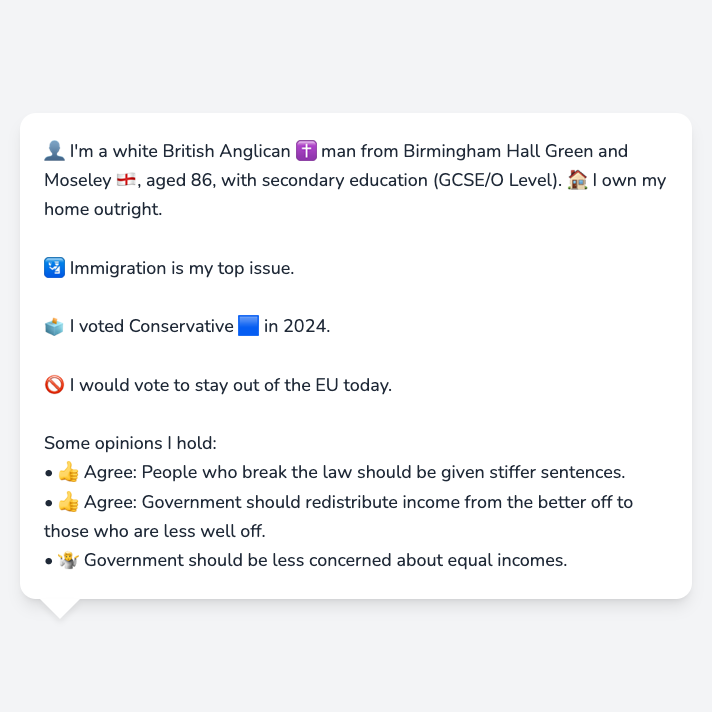 👤 I'm a white British Anglican ✝️ man from Birmingham Hall Green and
Moseley 🏴󠁧󠁢󠁥󠁮󠁧󠁿, aged 86, with secondary education (GCSE/O Level). 🏠 I own my
home outright.
🛂 Immigration is my top issue.
🗳️ I voted Conservative 🟦 in 2024.
🚫 I would vote to stay out of the EU today.
Some opinions I hold:
• 👍 Agree: People who break the law should be given stiffer sentences.
• 👍 Agree: Government should redistribute income from the better off to
those who are less well off.
• 🤷 Government should be less concerned about equal incomes.